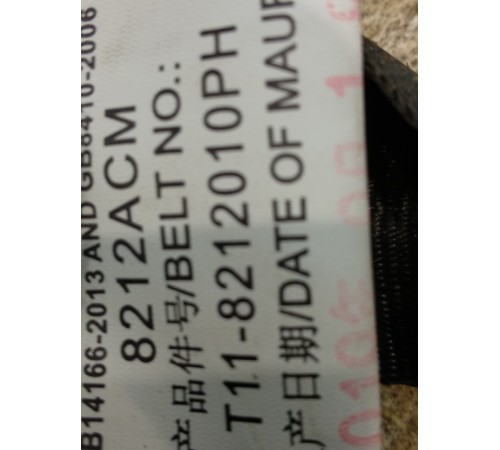 B14166-2013 AND GB8410-2006
8212ACM
产品件号/BELT NO.:
T11-8212010PH
产日期/DATE OF MAUF